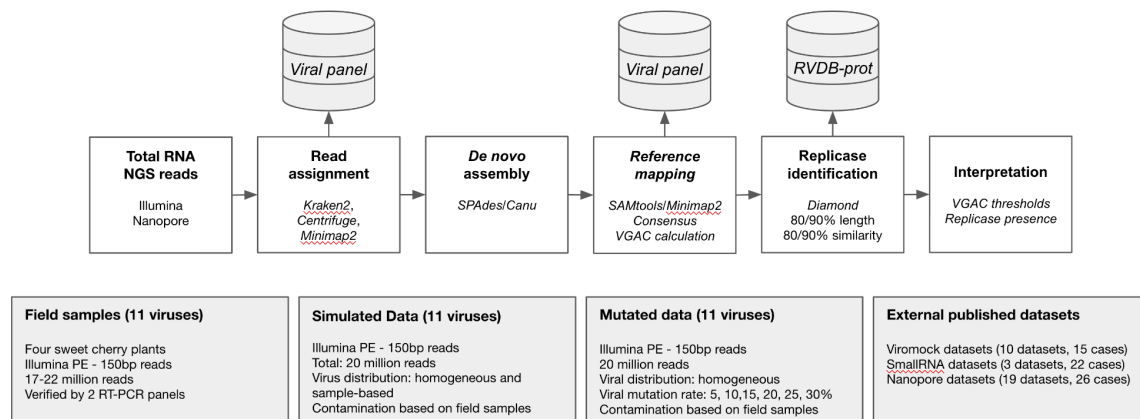 Viral panel
Viral panel
RVDB-prot
Total RNA
NGS reads
Illumina
Nanopore
Read
assignment
Kraken2,
Centrifuge,
Minimap2
De novo
assembly
SPAdes/Canu
Reference
mapping
SAMtools/Minimap2
Consensus
VGAC calculation
Replicase
identification
Diamond
80/90% length
80/90% similarity
Interpretation
VGAC thresholds
Replicase presence
Field samples (11 viruses)
Four sweet cherry plants
Illumina PE - 150bp reads
17-22 million reads
Verified by 2 RT-PCR panels
Simulated Data (11 viruses)
Illumina PE - 150bp reads
Total: 20 million reads
Virus distribution: homogeneous and
sample-based
Contamination based on field samples
Mutated data (11 viruses)
Illumina PE - 150bp reads
20 million reads
Viral distribution: homogeneous
Viral mutation rate: 5, 10,15, 20, 25, 30%
Contamination based on field samples
External published datasets
Viromock datasets (10 datasets, 15 cases)
SmallRNA datasets (3 datasets, 22 cases)
Nanopore datasets (19 datasets, 26 cases)